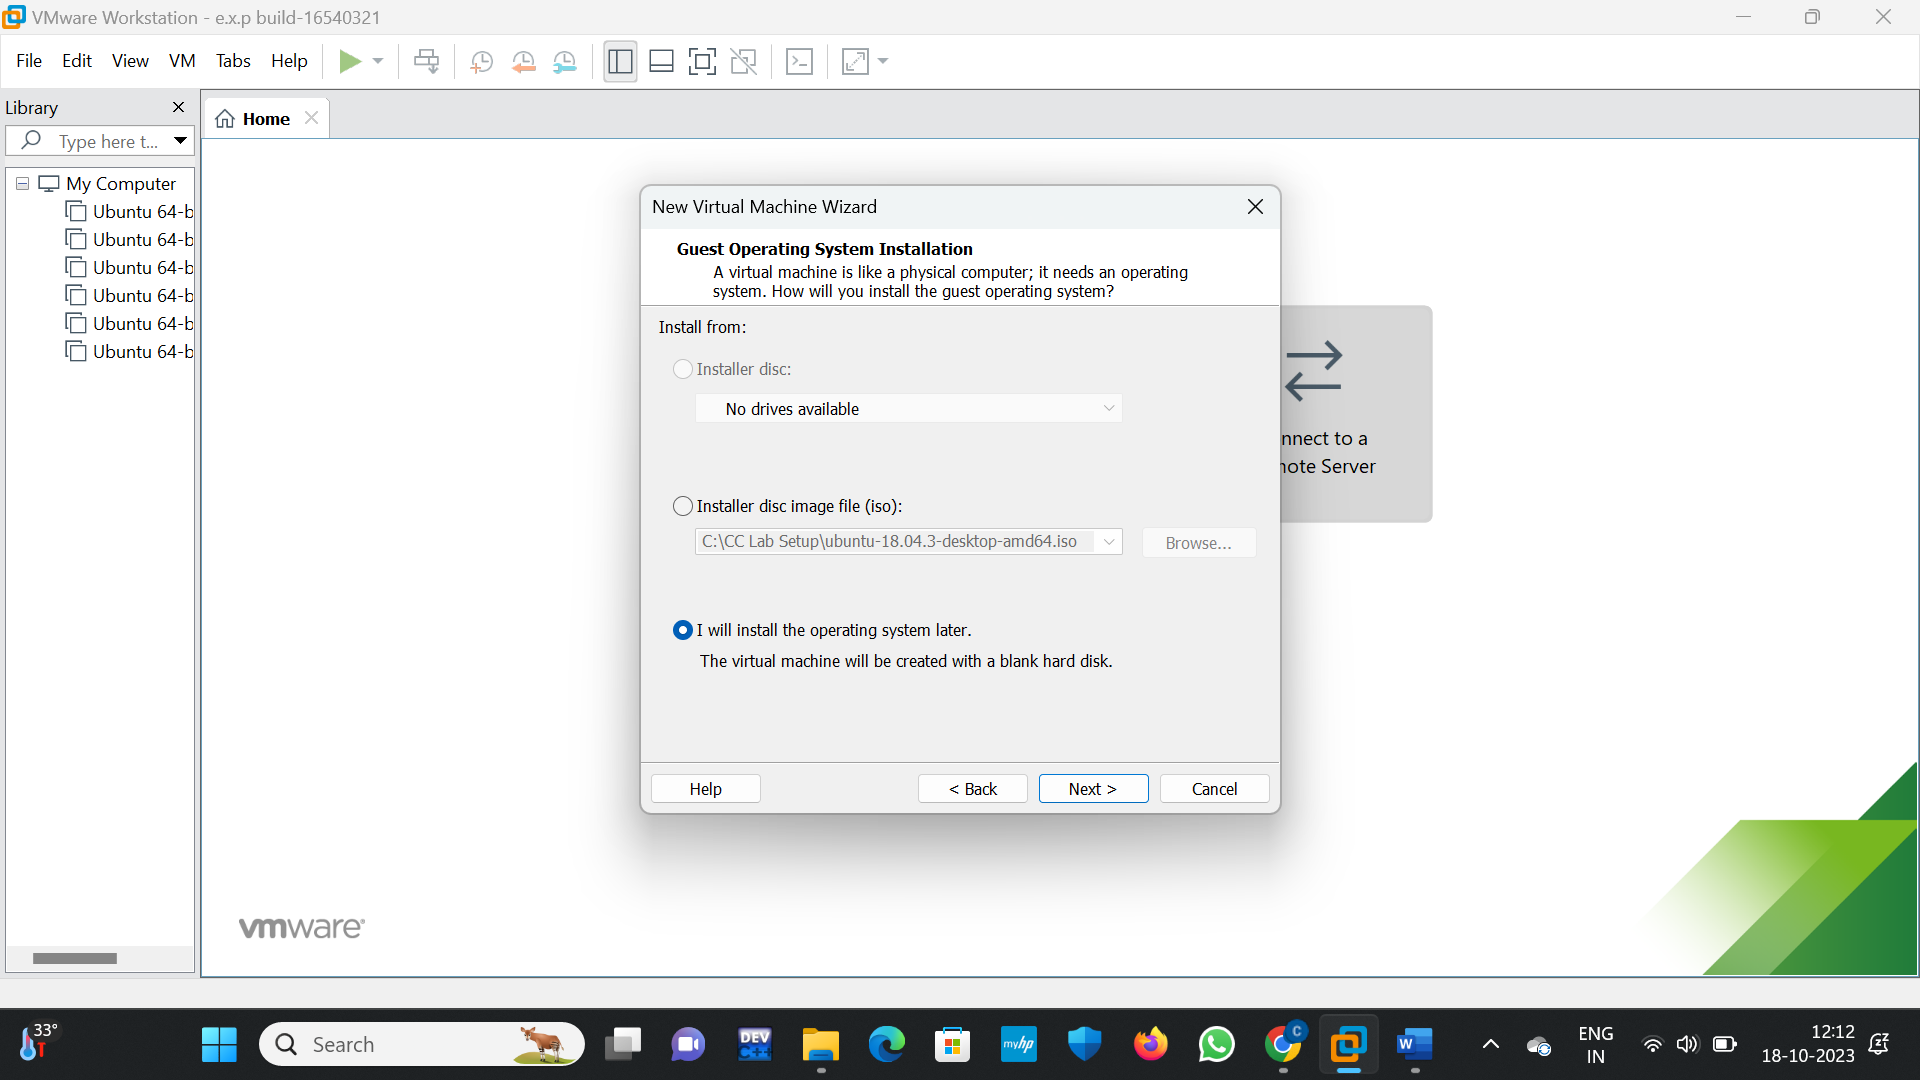 VMware Workstation - e.x.p build-16540321
File Edit View VM Tabs Help
Library
Home
Type here t...
My Computer
Ubuntu 64-b
Ubuntu 64-b
Ubuntu 64-b
Ubuntu 64-b
Ubuntu 64-b
Ubuntu 64-b
New Virtual Machine Wizard
Guest Operating System Installation
A virtual machine is like a physical computer; it needs an operating
system. How will you install the guest operating system?
Install from:
Installer disc:
No drives available
Installer disc image file (iso):
C:\CC Lab Setup\ubuntu-18.04.3-desktop-amd64.iso
Browse...
I will install the operating system later.
The virtual machine will be created with a blank hard disk.
Help
< Back
Next >
Cancel
nnect to a
note Server
vmware®
33°
Search
DEV
C++
myhp
C
W
ENG
IN
12:12
18-10-2023